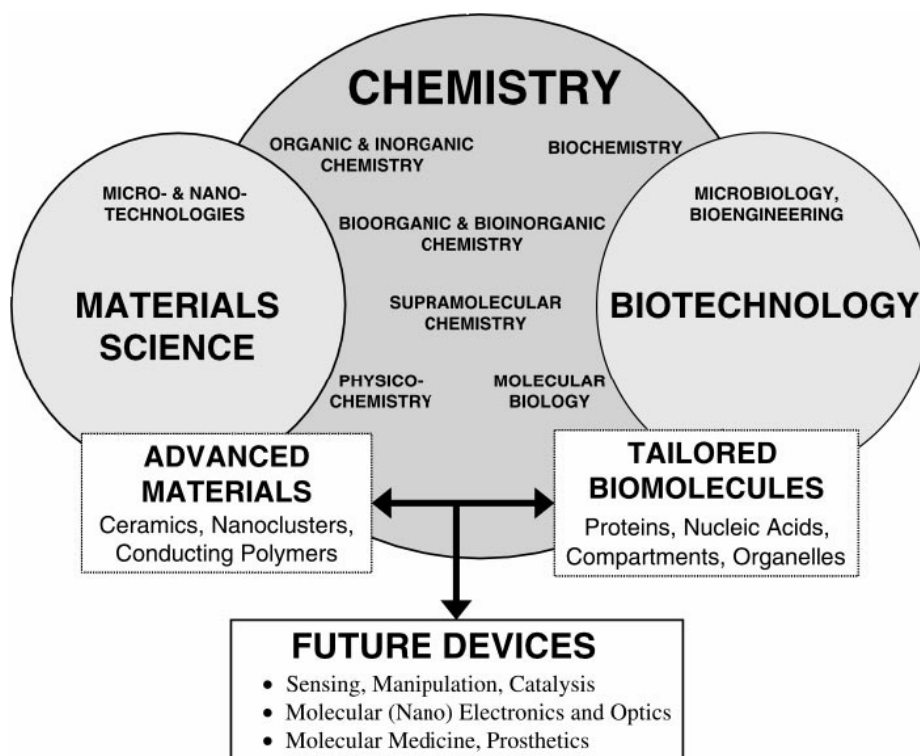 CHEMISTRY
ORGANIC & INORGANIC
CHEMISTRY
BIOCHEMISTRY
MICRO- & NANO-
TECHNOLOGIES
MICROBIOLOGY,
BIOENGINEERING
BIOORGANIC & BIOINORGANIC
CHEMISTRY
MATERIALS
SCIENCE
SUPRAMOLECULAR
CHEMISTRY
BIOTECHNOLOGY
PHYSICO-
CHEMISTRY
MOLECULAR
BIOLOGY
ADVANCED
MATERIALS
Ceramics, Nanoclusters,
Conducting Polymers
TAILORED
BIOMOLECULES
Proteins, Nucleic Acids,
Compartments, Organelles
FUTURE DEVICES
• Sensing, Manipulation, Catalysis
• Molecular (Nano) Electronics and Optics
• Molecular Medicine, Prosthetics